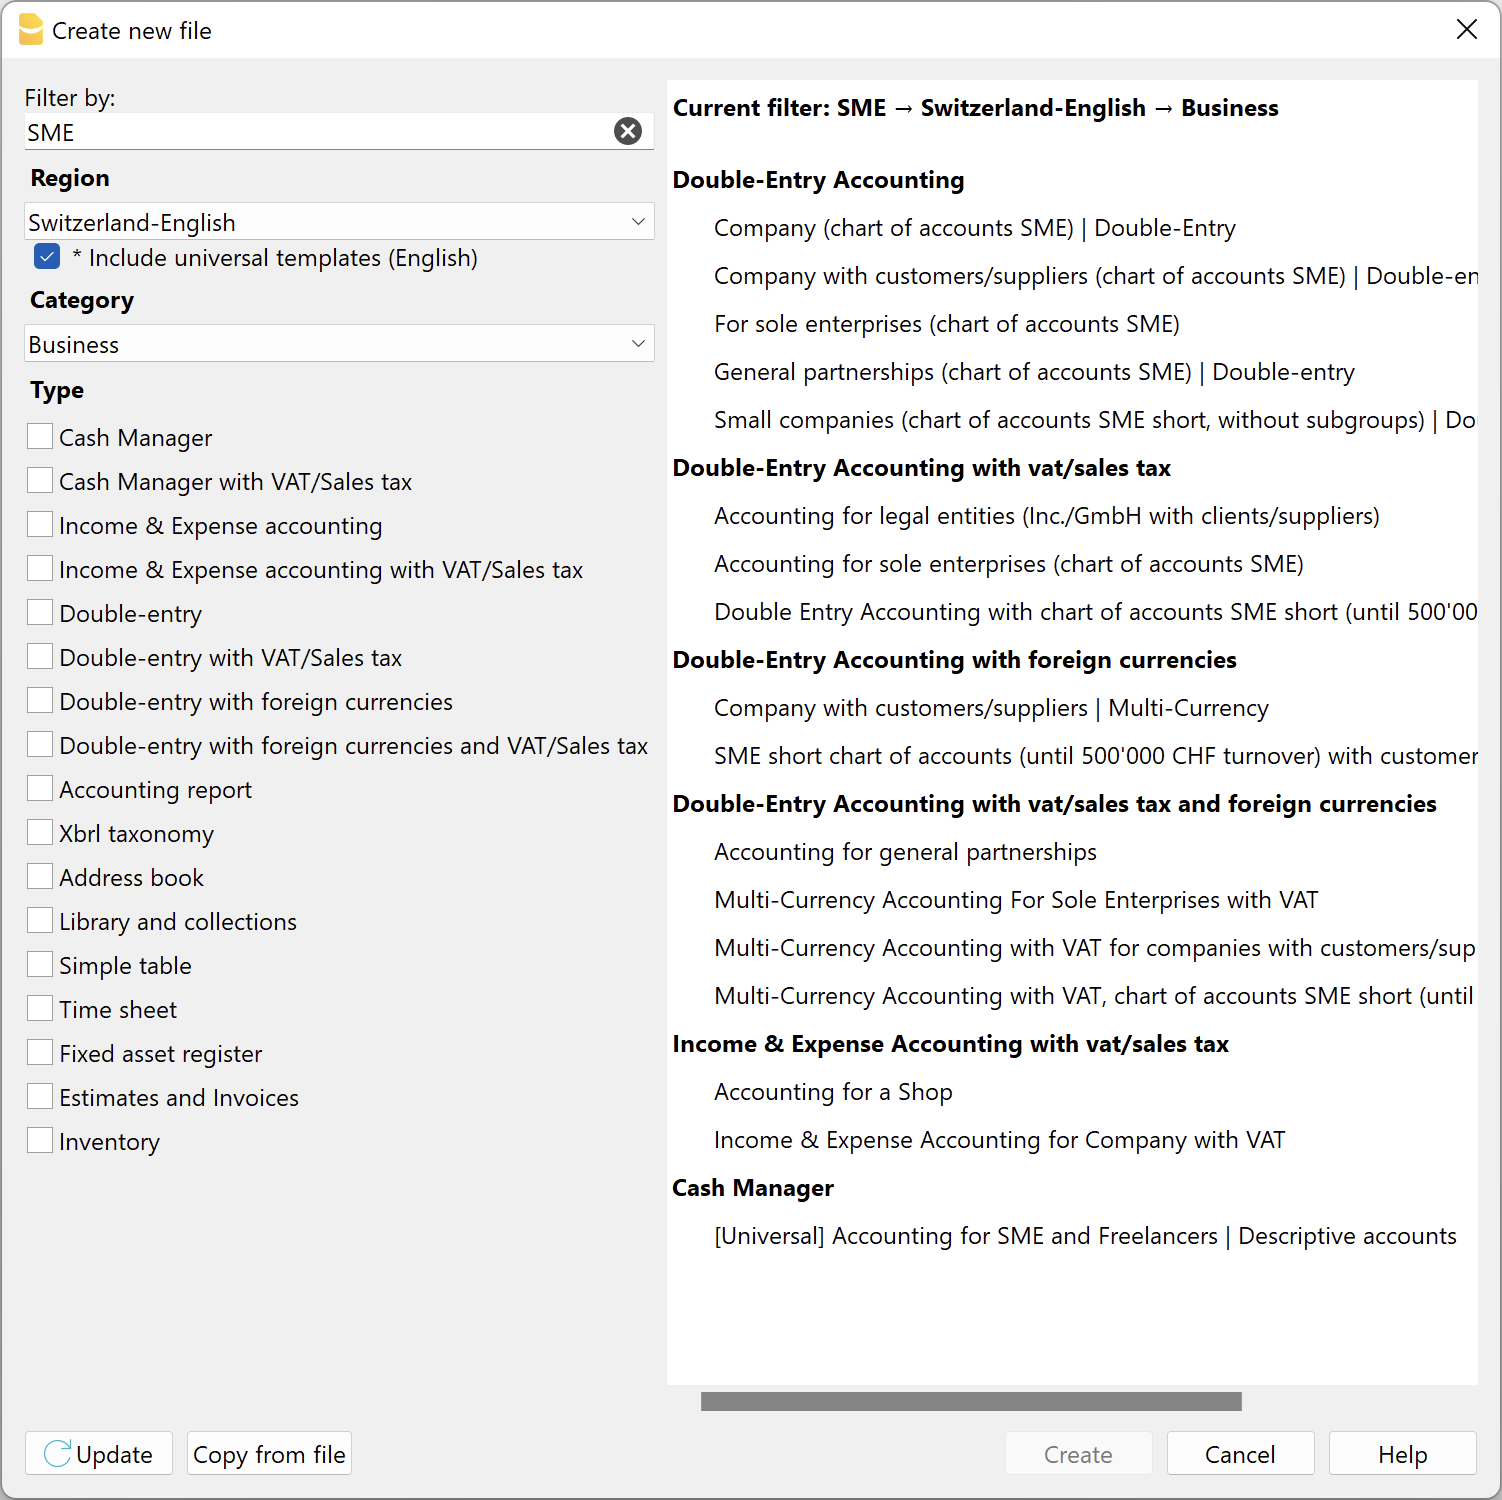 Create new file
Filter by:
SME
Region
Switzerland-English
* Include universal templates (English)
Category
Business
Type
Cash Manager
Cash Manager with VAT/Sales tax
Income & Expense accounting
Income & Expense accounting with VAT/Sales tax
Double-entry
Double-entry with VAT/Sales tax
Double-entry with foreign currencies
Double-entry with foreign currencies and VAT/Sales tax
Accounting report
Xbrl taxonomy
Address book
Library and collections
Simple table
Time sheet
Fixed asset register
Estimates and Invoices
Inventory
Current filter: SME → Switzerland-English → Business
Double-Entry Accounting
Company (chart of accounts SME) | Double-Entry
Company with customers/suppliers (chart of accounts SME) | Double-en
For sole enterprises (chart of accounts SME)
General partnerships (chart of accounts SME) | Double-entry
Small companies (chart of accounts SME short, without subgroups) | Do
Double-Entry Accounting with vat/sales tax
Accounting for legal entities (Inc./GmbH with clients/suppliers)
Accounting for sole enterprises (chart of accounts SME)
Double Entry Accounting with chart of accounts SME short (until 500'00
Double-Entry Accounting with foreign currencies
Company with customers/suppliers | Multi-Currency
SME short chart of accounts (until 500'000 CHF turnover) with customer
Double-Entry Accounting with vat/sales tax and foreign currencies
Accounting for general partnerships
Multi-Currency Accounting For Sole Enterprises with VAT
Multi-Currency Accounting with VAT for companies with customers/sup
Multi-Currency Accounting with VAT, chart of accounts SME short (until
Income & Expense Accounting with vat/sales tax
Accounting for a Shop
Income & Expense Accounting for Company with VAT
Cash Manager
[Universal] Accounting for SME and Freelancers | Descriptive accounts
Update
Copy from file
Create
Cancel
Help